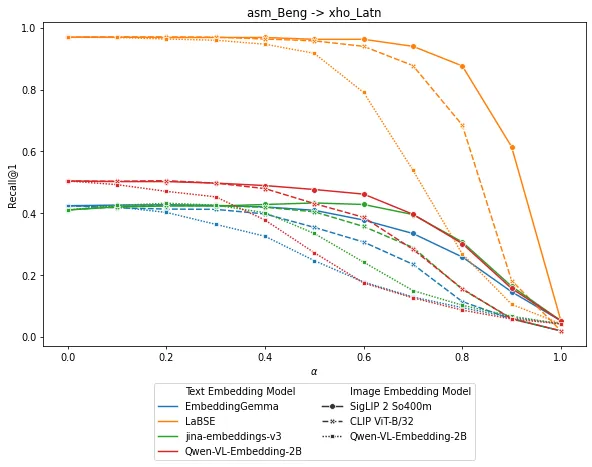 asm_Beng -> xho_Latn
1.0
0.8
0.6
0.4
0.2
0.0
Recall@1
0.0 0.2 0.4 0.6 0.8 1.0
α
Text Embedding Model Image Embedding Model
EmbeddingGemma SigLIP 2 So400m
LaBSE CLIP ViT-B/32
jina-embeddings-v3 Qwen-VL-Embedding-2B
Qwen-VL-Embedding-2B